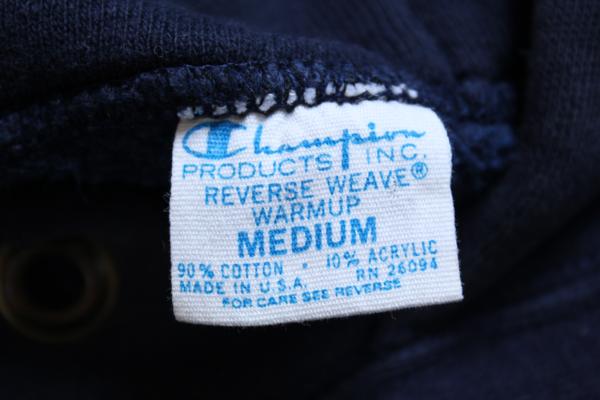 Champion
PRODUCTS INC.
REVERSE WEAVE®
WARMUP
MEDIUM
90% COTTON · 10% ACRYLIC
MADE IN U.S.A. RN 26094
FOR CARE SEE REVERSE